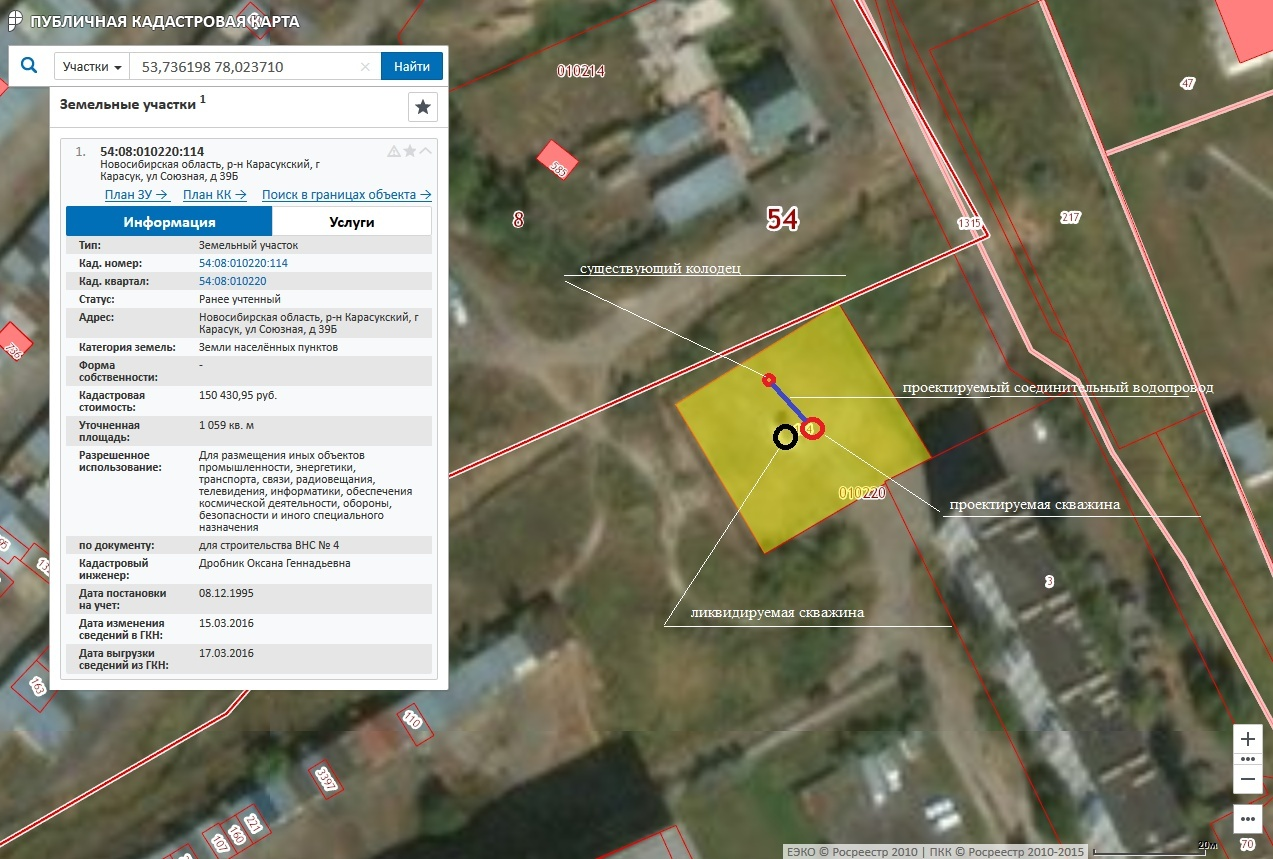 ПУБЛИЧНАЯ КАДАСТРОВАЯ КАРТА
Участки
53,736198 78,023710
Найти
Земельные участки 1
1. 54:08:010220:114
Новосибирская область, р-н Карасукский, г
Карасук, ул Союзная, д 39Б
План ЗУ → План КК → Поиск в границах объекта →
Информация Услуги
Тип: Земельный участок
Кад. номер: 54:08:010220:114
Кад. квартал: 54:08:010220
Статус: Ранее учтенный
Адрес: Новосибирская область, р-н Карасукский, г
Карасук, ул Союзная, д 39Б
Категория земель: Земли населённых пунктов
Форма
собственности: -
Кадастровая
стоимость: 150 430,95 руб.
Уточненная
площадь: 1 059 кв. м
Разрешенное
использование: Для размещения иных объектов
промышленности, энергетики,
транспорта, связи, радиовещания,
телевидения, информатики, обеспечения
космической деятельности, обороны,
безопасности и иного специального
назначения
по документу: для строительства ВНС № 4
Кадастровый
инженер: Дробник Оксана Геннадьевна
Дата постановки
на учет: 08.12.1995
Дата изменения
сведений в ГКН: 15.03.2016
Дата выгрузки
сведений из ГКН: 17.03.2016
010214
47
585
8
54
1315
217
существующий колодец
проектируемый соединительный водопровод
010220
проектируемая скважина
3
ликвидируемая скважина
786
163
110
3397
221
160
107
20м
70
ЕЭКО © Росреестр 2010 | ПКК © Росреестр 2010-2015